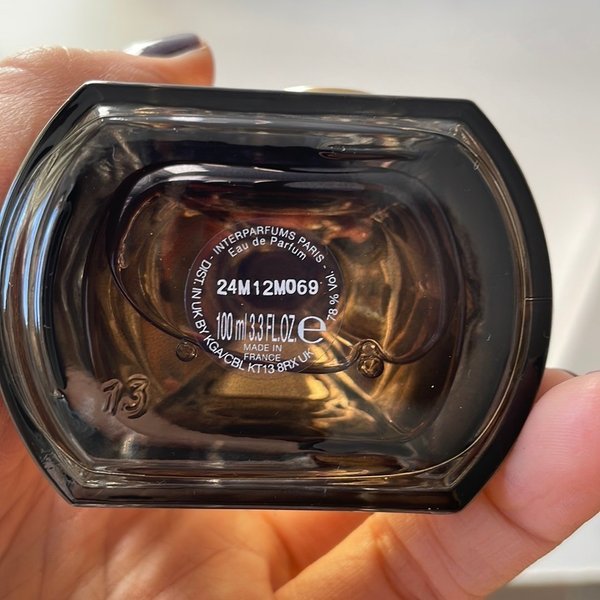 DIST. IN UK BY KGA/CBL KT13 8RX UK - INTERPARFUMS PARIS - 78 % Vol.
Eau de Parfum
24M12M069
100 ml 3.3 FL.OZ. e
MADE IN
FRANCE
13